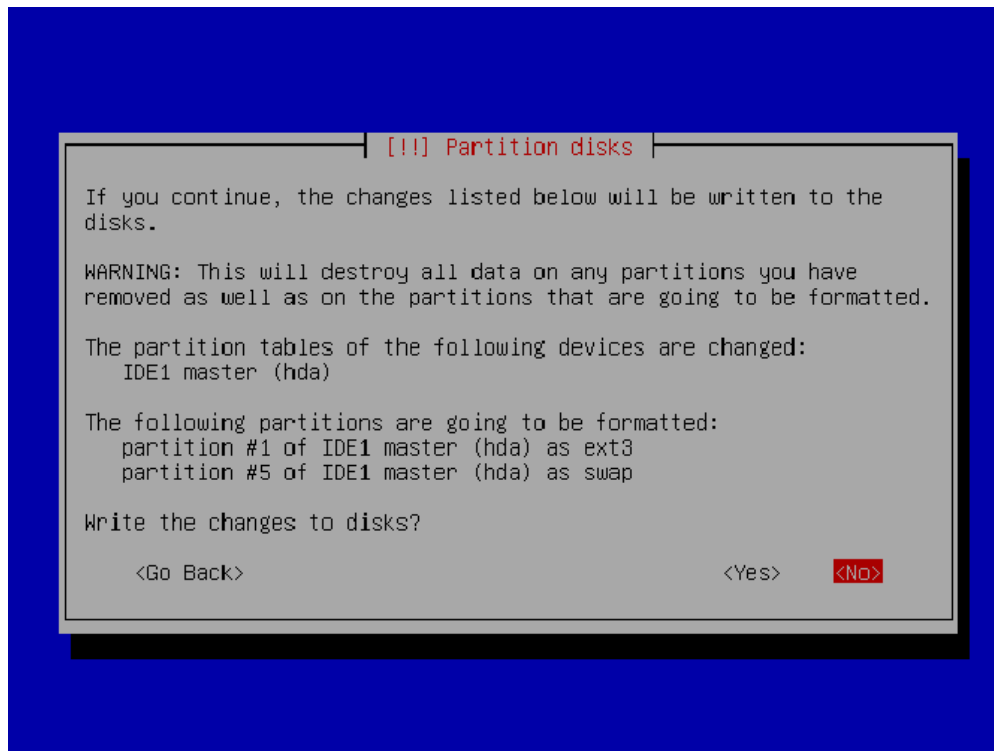 [!!] Partition disks
If you continue, the changes listed below will be written to the
disks.
WARNING: This will destroy all data on any partitions you have
removed as well as on the partitions that are going to be formatted.
The partition tables of the following devices are changed:
IDE1 master (hda)
The following partitions are going to be formatted:
partition #1 of IDE1 master (hda) as ext3
partition #5 of IDE1 master (hda) as swap
Write the changes to disks?
<Go Back> <Yes> <No>